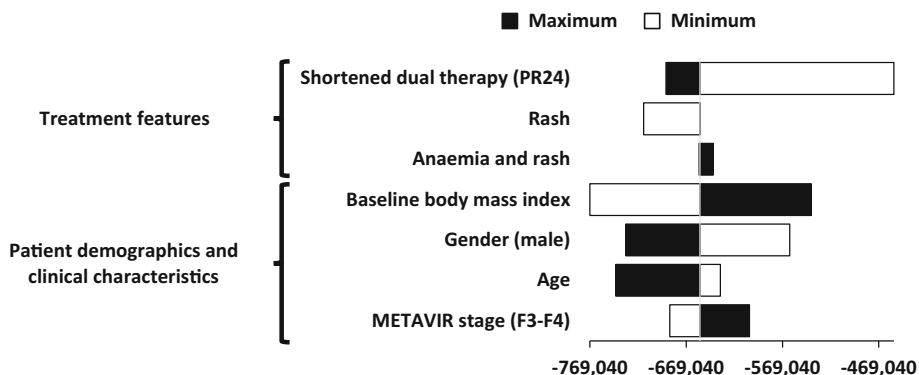 Maximum Minimum
Shortened dual therapy (PR24)
Treatment features
Rash
Anaemia and rash
Baseline body mass index
Patient demographics and
clinical characteristics
Gender (male)
Age
METAVIR stage (F3-F4)
-769,040 -669,040 -569,040 -469,040